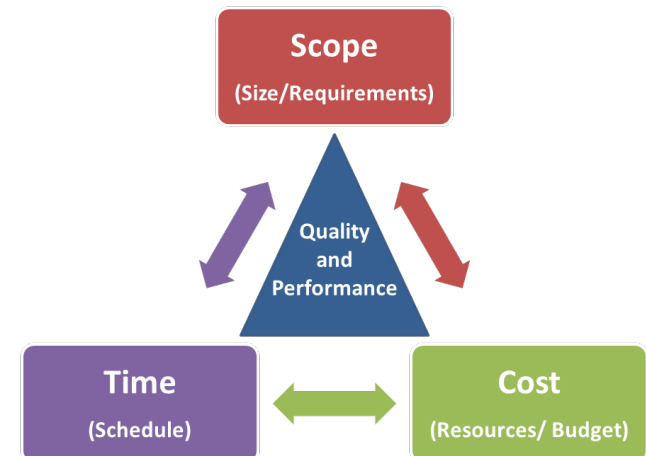 Scope
(Size/Requirements)
Quality
and
Performance
Time
(Schedule)
Cost
(Resources/ Budget)